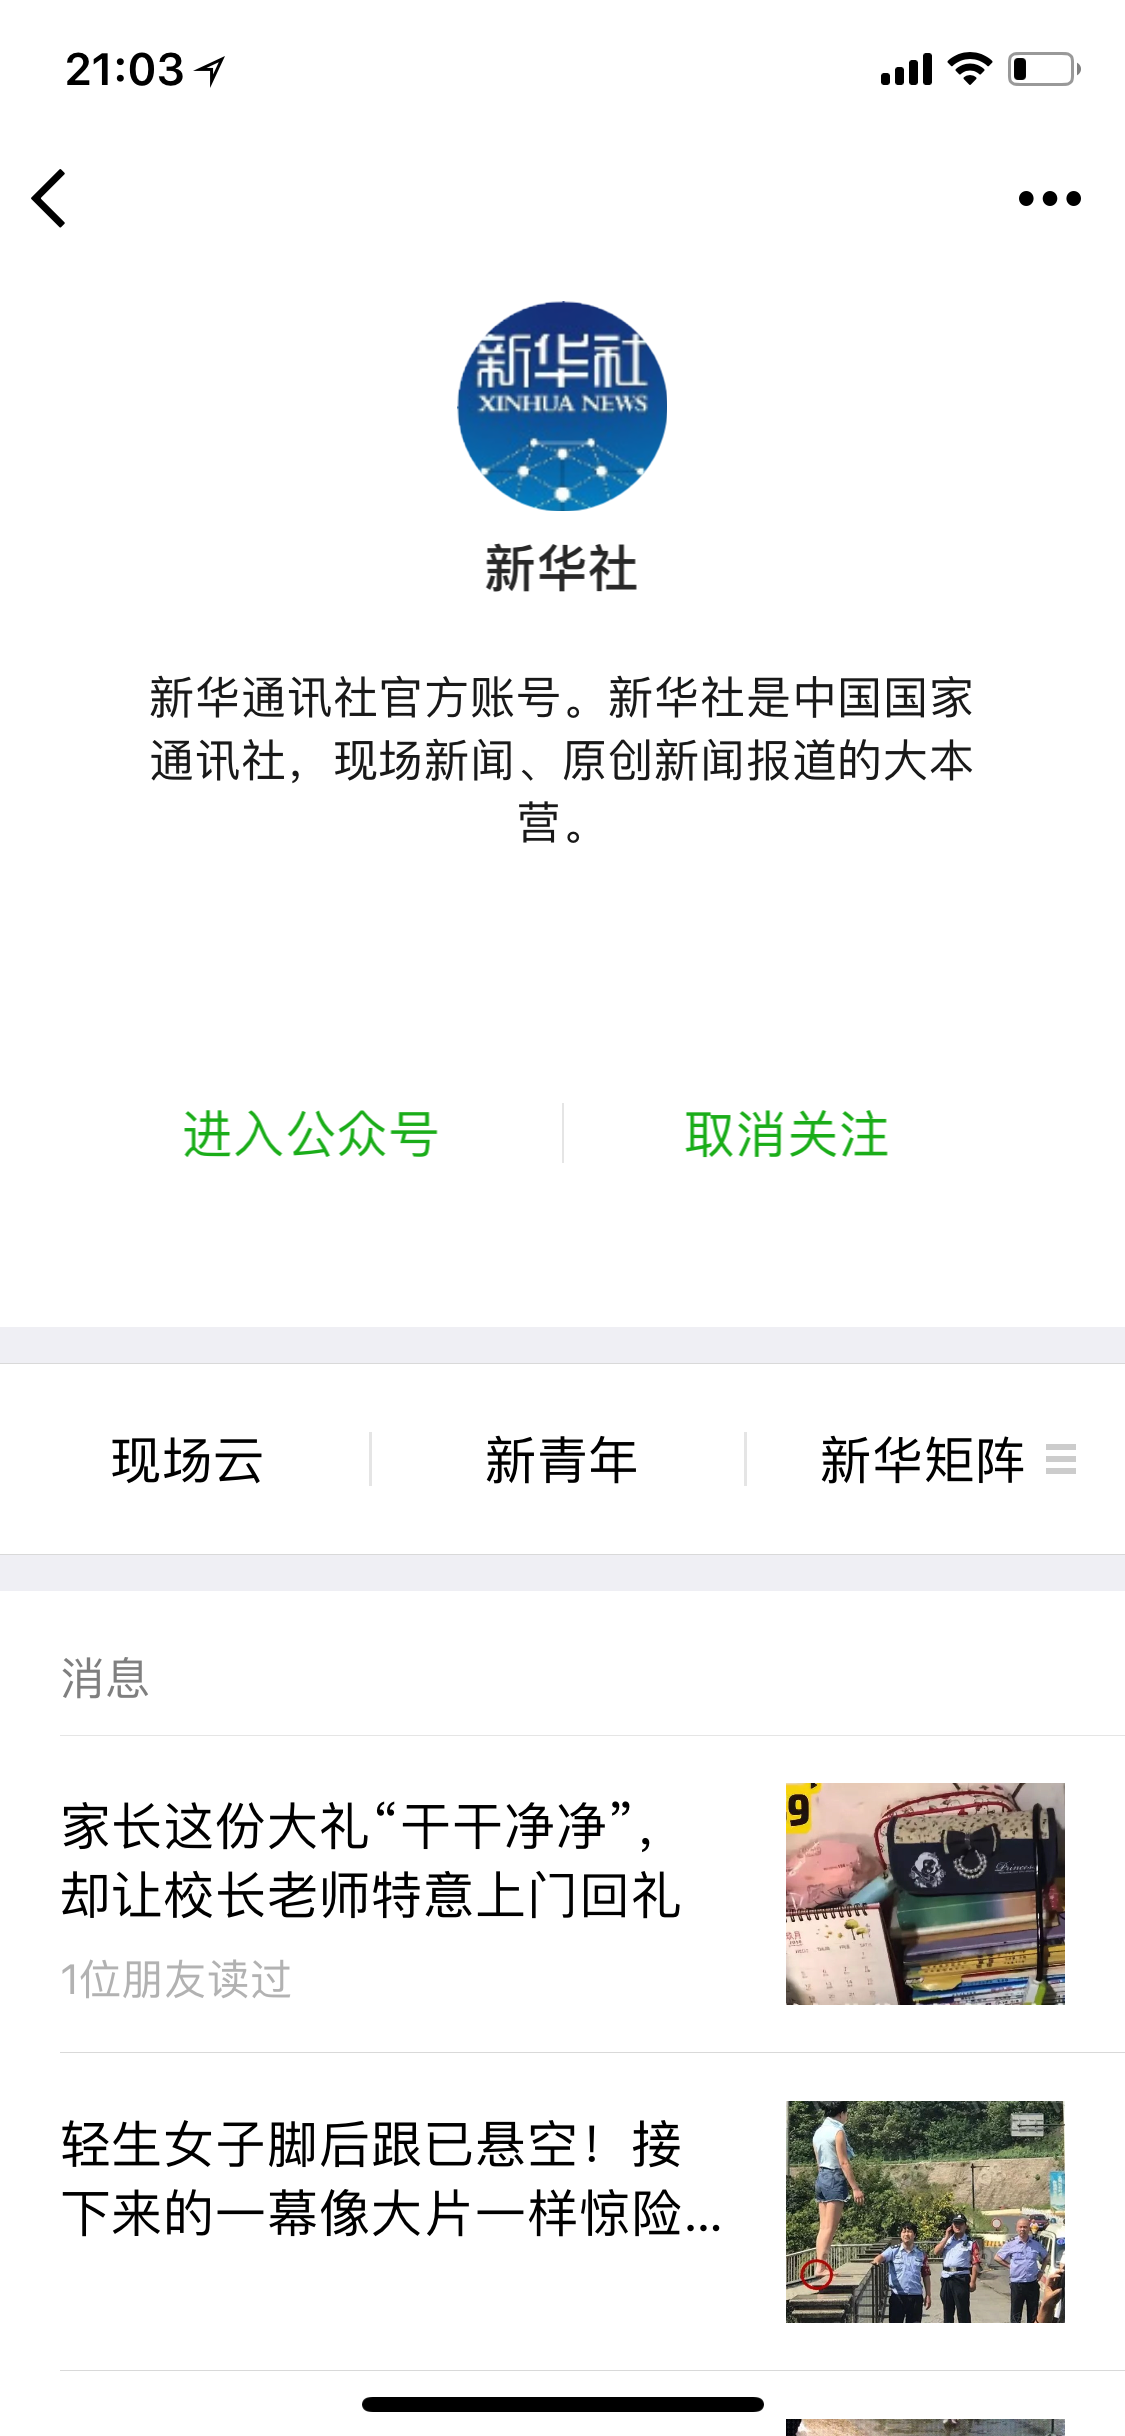 21:03
新华社
XINHUA NEWS
新华社
新华通讯社官方账号。新华社是中国国家
通讯社，现场新闻、原创新闻报道的大本
营。
进入公众号
取消关注
现场云
新青年
新华矩阵
消息
家长这份大礼“干干净净”，
却让校长老师特意上门回礼
1位朋友读过
9
Princess
轻生女子脚后跟已悬空！接
下来的一幕像大片一样惊险...